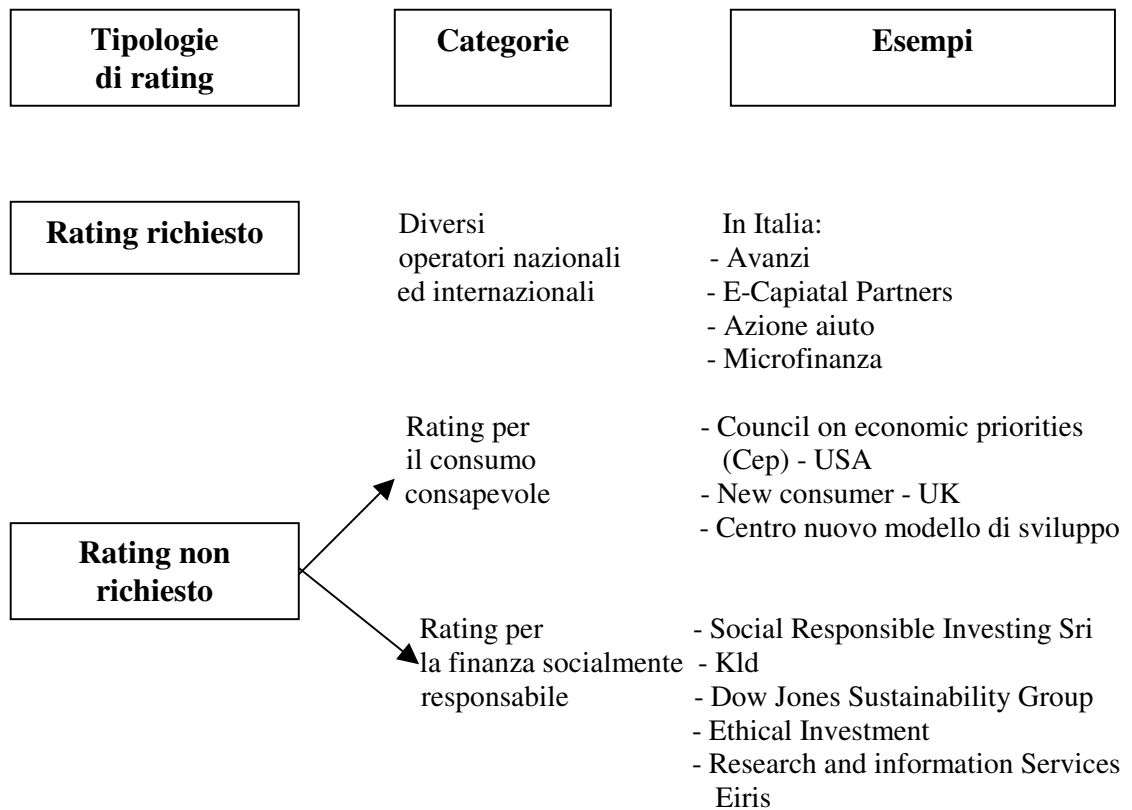 Tipologie
di rating
Categorie
Esempi
Rating richiesto
Diversi
operatori nazionali
ed internazionali
In Italia:
- Avanzi
- E-Capiatal Partners
- Azione aiuto
- Microfinanza
Rating non
richiesto
Rating per
il consumo
consapevole
- Council on economic priorities
(Cep) - USA
- New consumer - UK
- Centro nuovo modello di sviluppo
Rating per
la finanza socialmente
responsabile
- Social Responsible Investing Sri
- Kld
- Dow Jones Sustainability Group
- Ethical Investment
- Research and information Services
Eiris